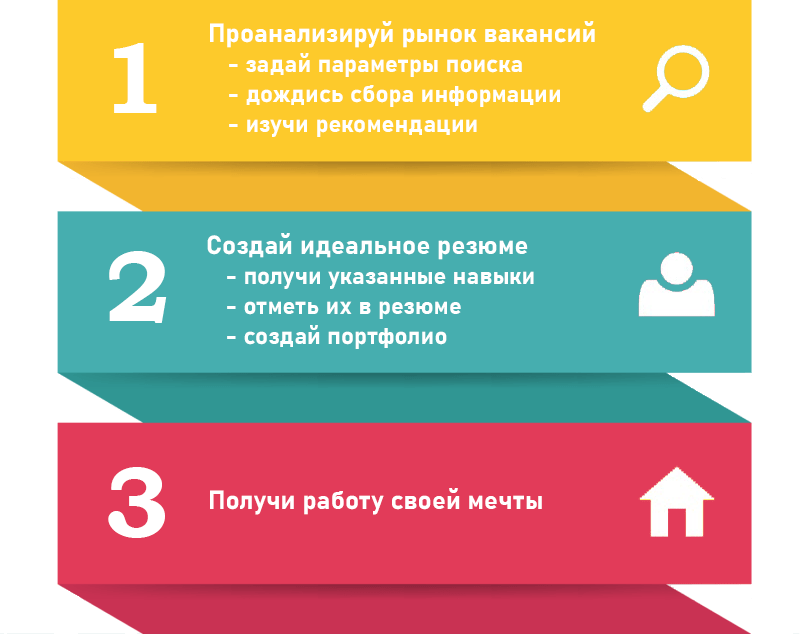 1
Проанализируй рынок вакансий
- задай параметры поиска
- дождись сбора информации
- изучи рекомендации
2
Создай идеальное резюме
- получи указанные навыки
- отметь их в резюме
- создай портфолио
3
Получи работу своей мечты